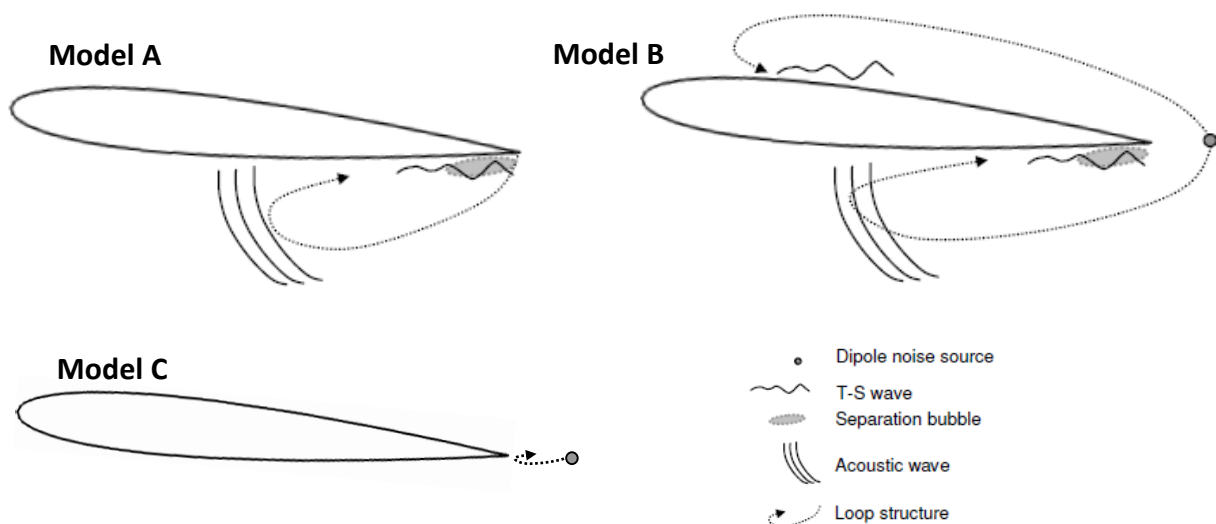 Model A
Model B
Model C
Dipole noise source
T-S wave
Separation bubble
Acoustic wave
Loop structure